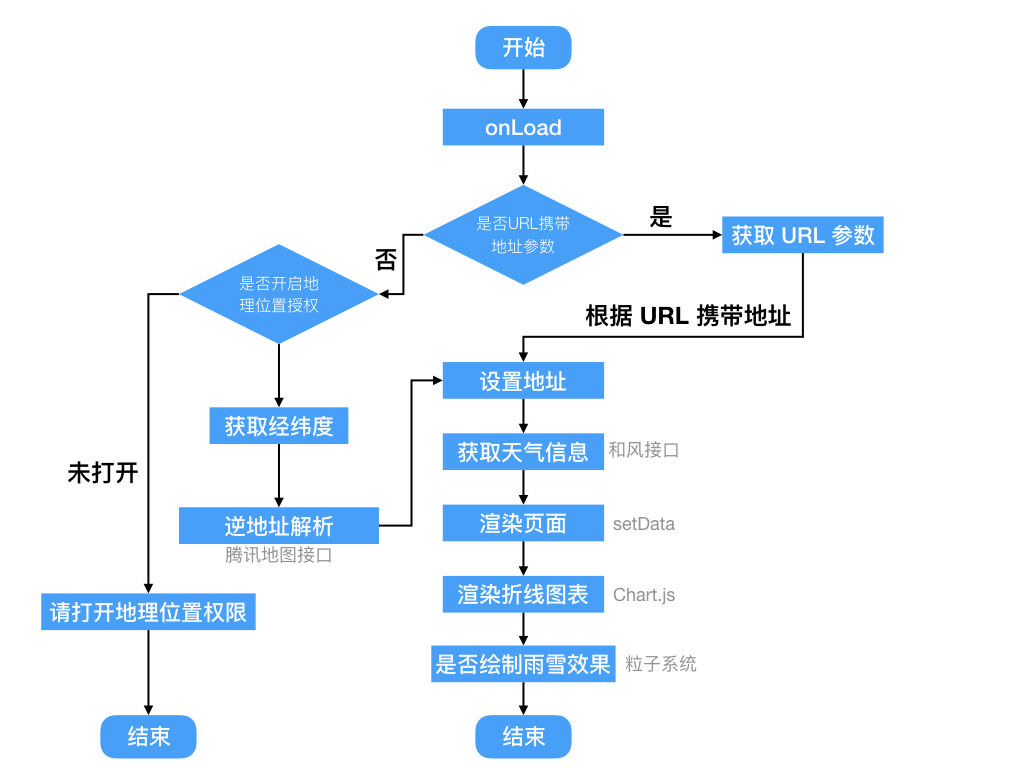 开始
onLoad
是否URL携带
地址参数
是
获取 URL 参数
否
是否开启地
理位置授权
根据 URL 携带地址
设置地址
获取经纬度
获取天气信息
和风接口
未打开
逆地址解析
腾讯地图接口
渲染页面
setData
渲染折线图表
Chart.js
请打开地理位置权限
是否绘制雨雪效果
粒子系统
结束
结束